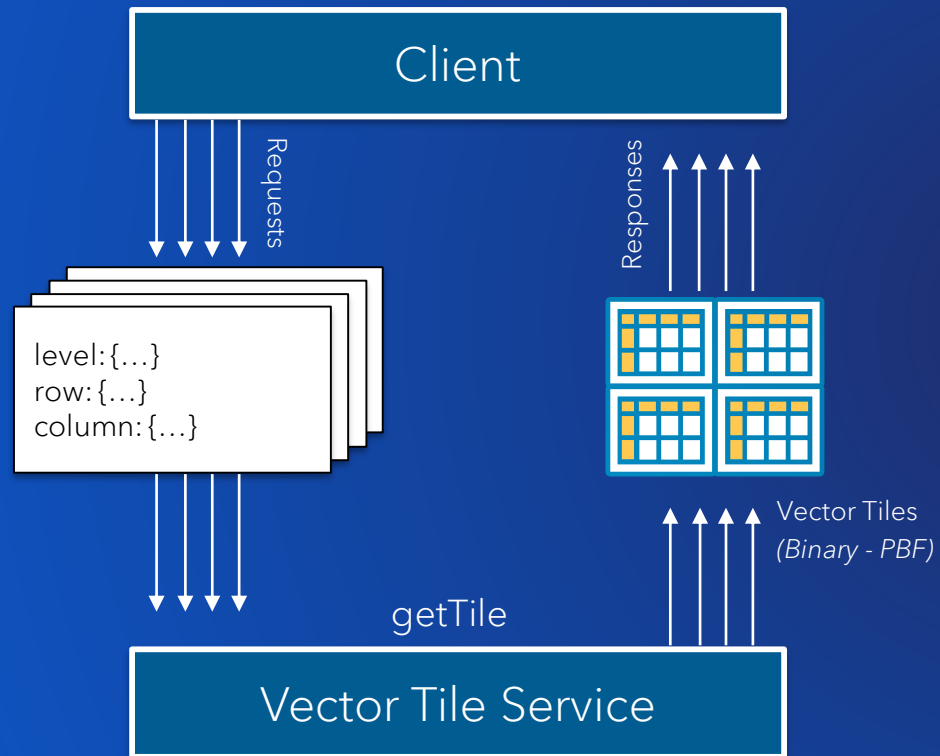 Client
Requests
Responses
level:{...}
row:{...}
column:{...}
Vector Tiles
(Binary - PBF)
getTile
Vector Tile Service